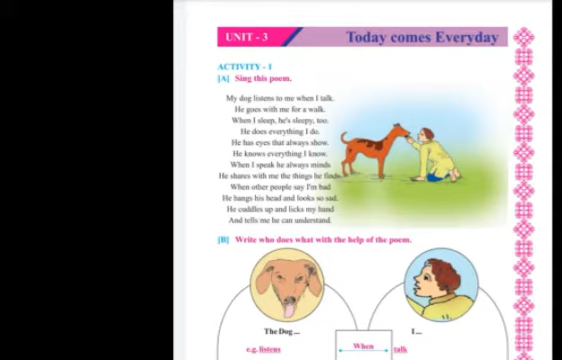 UNIT - 3
Today comes Everyday
ACTIVITY - 1
[A] Sing this poem.
My dog listens to me when I talk.
He goes with me for a walk.
When I sleep, he's sleepy, too.
He does everything I do.
He has eyes that always show.
He knows everything I know.
When I speak he always minds
He shares with me the things he finds
When other people say I'm bad
He hangs his head and looks so sad.
He cuddles up and licks my hand
And tells me he can understand.
[B] Write who does what with the help of the poem.
The Dog ...
I ...
e.g. listens
When
talk